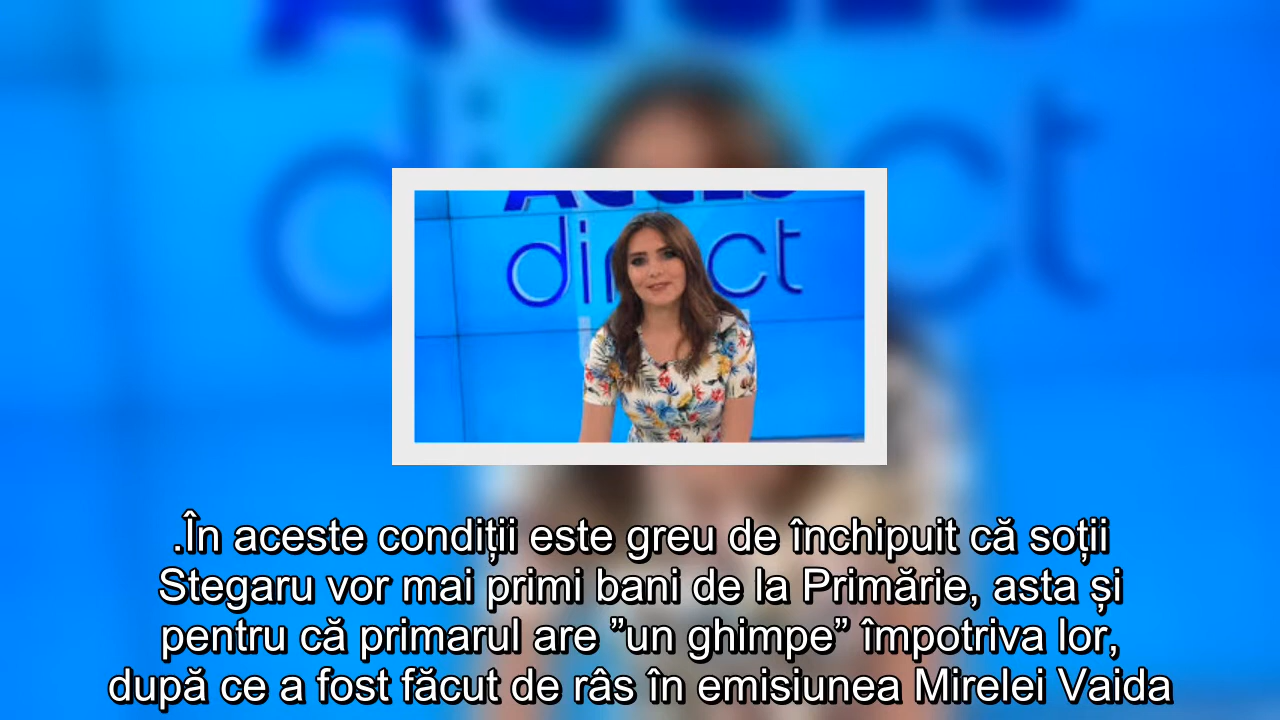 direct
.În aceste condiții este greu de închipuit că soții
Stegaru vor mai primi bani de la Primărie, asta și
pentru că primarul are ”un ghimpe” împotriva lor,
după ce a fost făcut de râs în emisiunea Mirelei Vaida